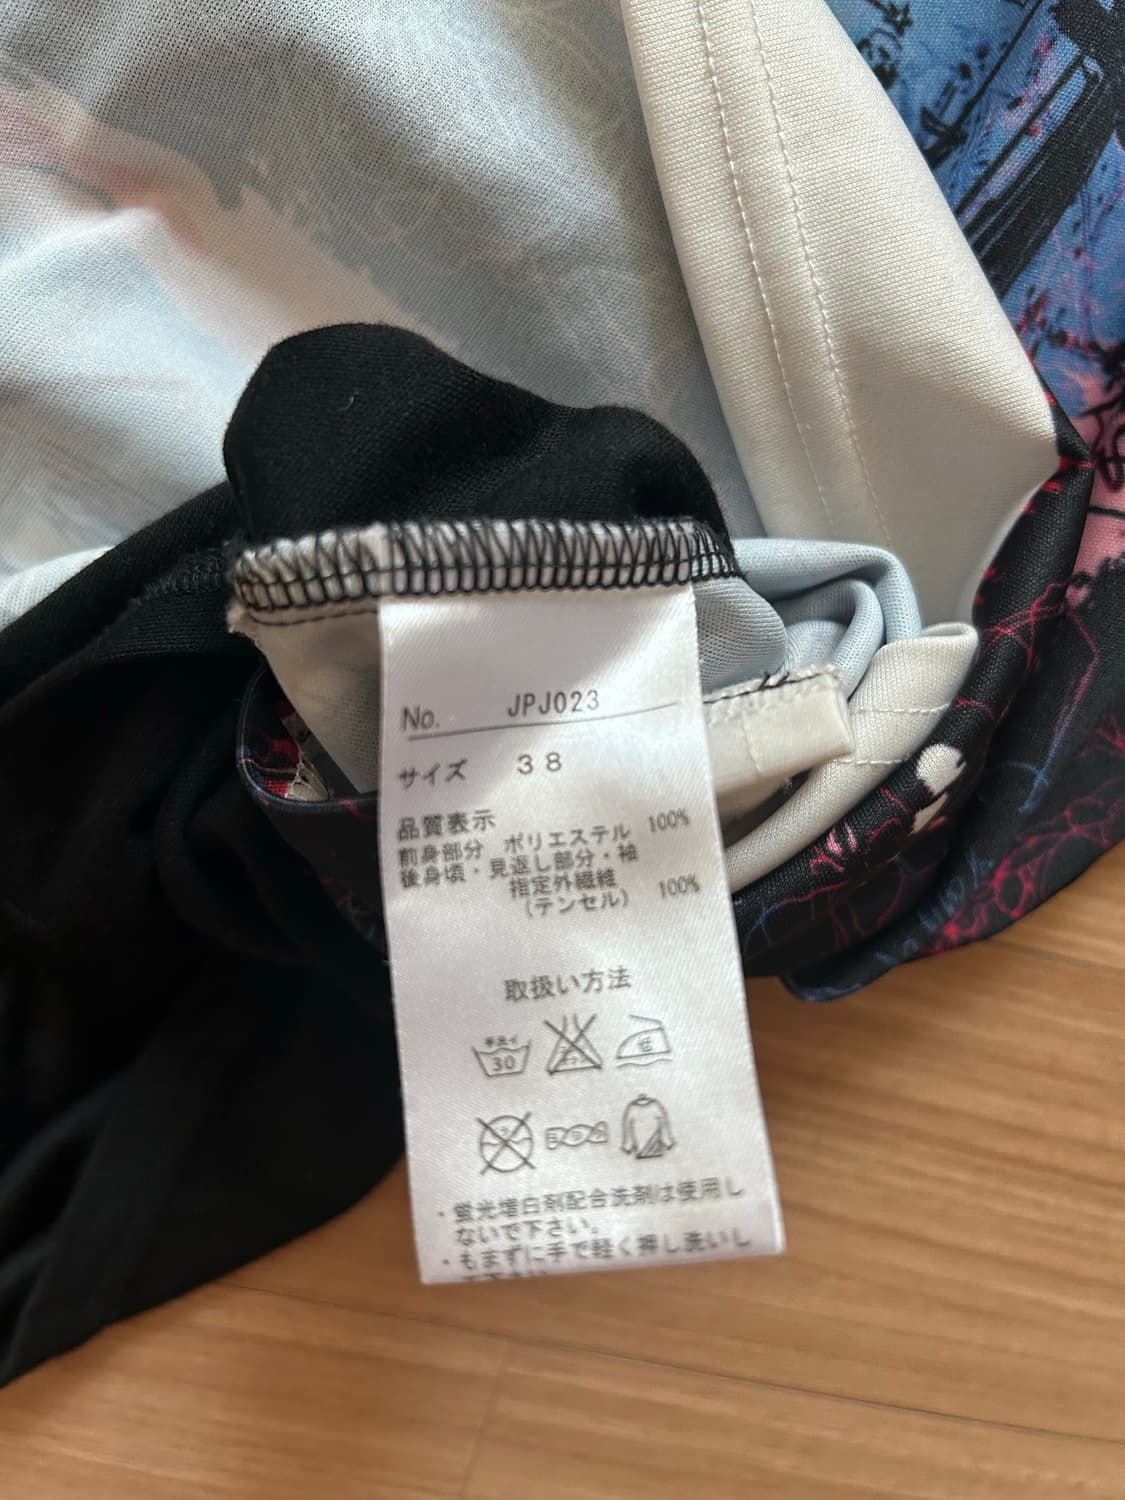 No. JPJ023
サイズ 38
品質表示
前身部分 ポリエステル 100%
後身頃・見返し部分・袖
指定外繊維
(テンセル) 100%
取扱い方法
手洗イ
30
せ
・蛍光増白剤配合洗剤は使用し
ないで下さい。
・もまずに手で軽く押し洗いし